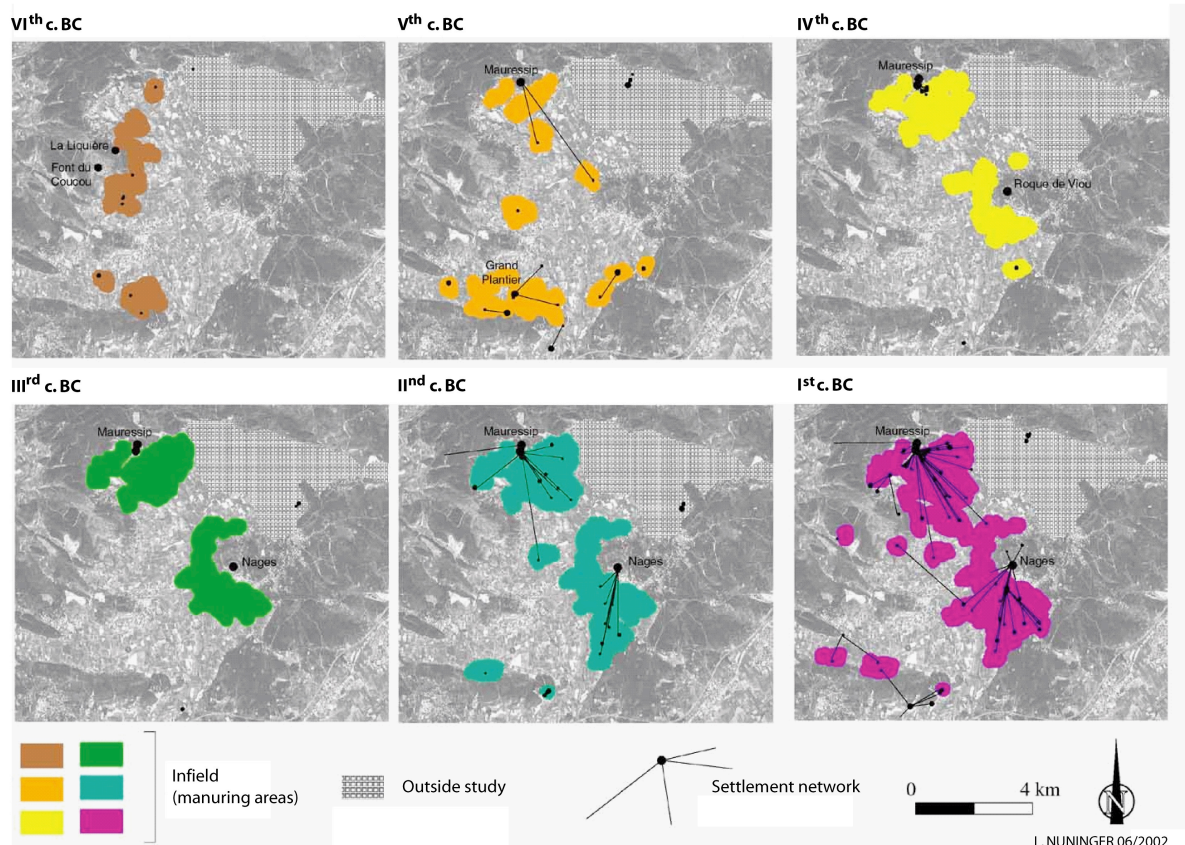 VIth c. BC
Vth c. BC
IVth c. BC
La Liquière
Font du
Coucou
Mauressip
Grand
Plantier
Mauressip
Roque de Viou
IIIrd c. BC
IInd c. BC
Ist c. BC
Mauressip
Nages
Mauressip
Nages
Mauressip
Nages
Infield
(manuring areas)
Outside study
Settlement network
0 4 km
N
L. NUNINGER 06/2002